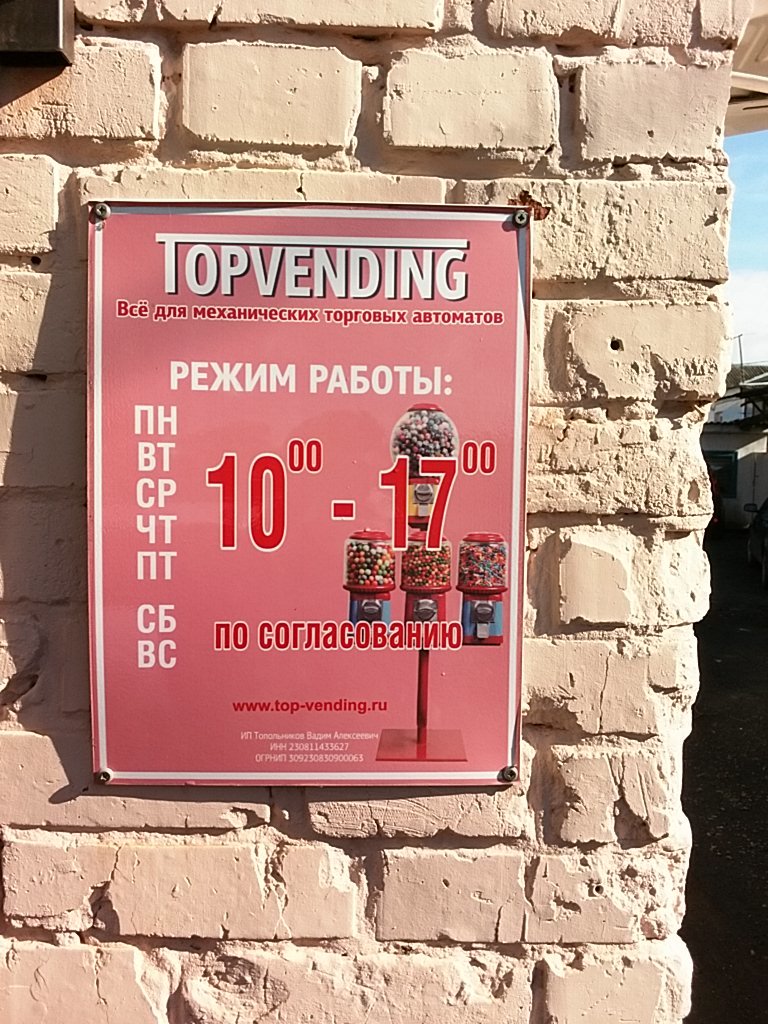 TOPVENDING
Всё для механических торговых автоматов
РЕЖИМ РАБОТЫ:
ПН
ВТ
СР
ЧТ
ПТ
10⁰⁰ - 17⁰⁰
СБ
ВС
по согласованию
www.top-vending.ru
ИП Топольников Вадим Алексеевич
ИНН 230811433627
ОГРНИП 309230830900063